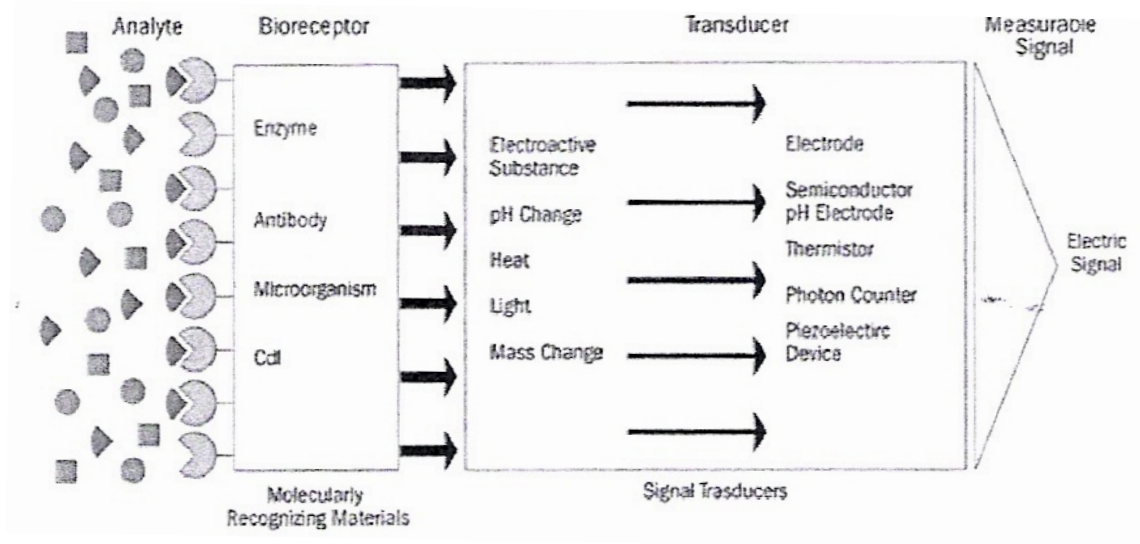 Analyte
Bioreceptor
Transducer
Measurable
Signal
Enzyme
Antibody
Microorganism
Cell
Molecularly
Recognizing Materials
Electroactive
Substance
pH Change
Heat
Light
Mass Change
Electrode
Semiconductor
pH Electrode
Thermistor
Photon Counter
Piezoelectirc
Device
Signal Trasducers
Electric
Signal